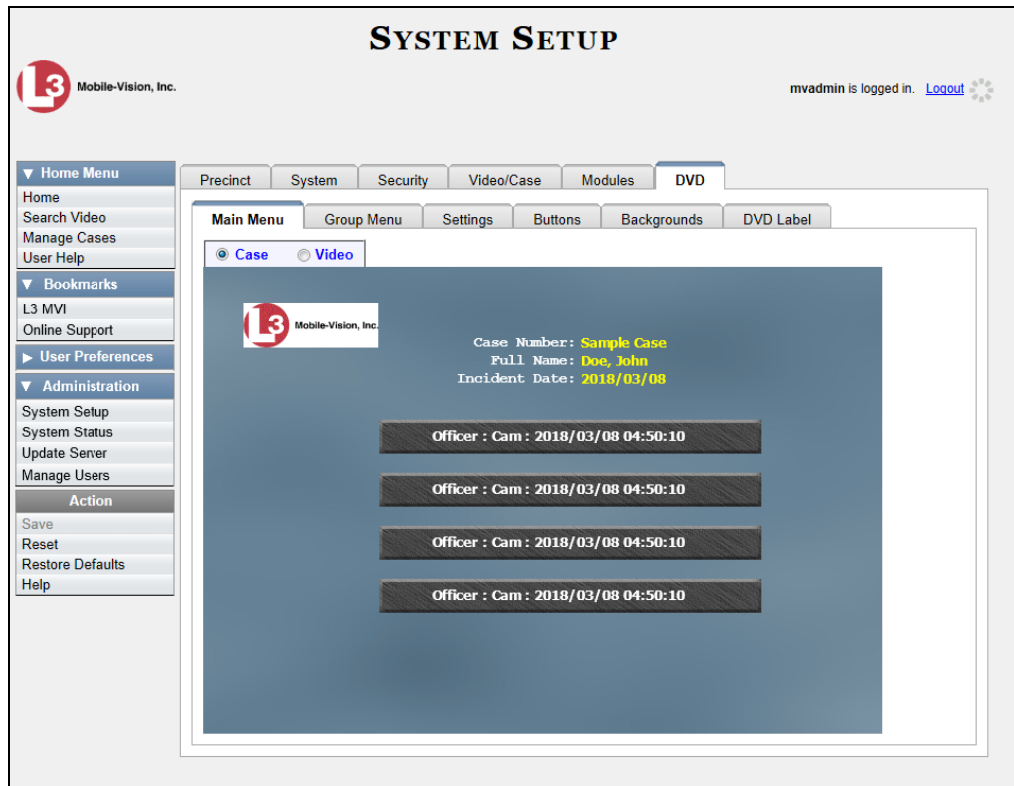 SYSTEM SETUP
L3 Mobile-Vision, Inc.
mvadmin is logged in. Logout
▼ Home Menu
Home
Search Video
Manage Cases
User Help
▼ Bookmarks
L3 MVI
Online Support
▶ User Preferences
▼ Administration
System Setup
System Status
Update Server
Manage Users
Action
Save
Reset
Restore Defaults
Help
Precinct System Security Video/Case Modules DVD
Main Menu Group Menu Settings Buttons Backgrounds DVD Label
Case Video
L3 Mobile-Vision, Inc.
Case Number: Sample Case
Full Name: Doe, John
Incident Date: 2018/03/08
Officer : Cam : 2018/03/08 04:50:10
Officer : Cam : 2018/03/08 04:50:10
Officer : Cam : 2018/03/08 04:50:10
Officer : Cam : 2018/03/08 04:50:10